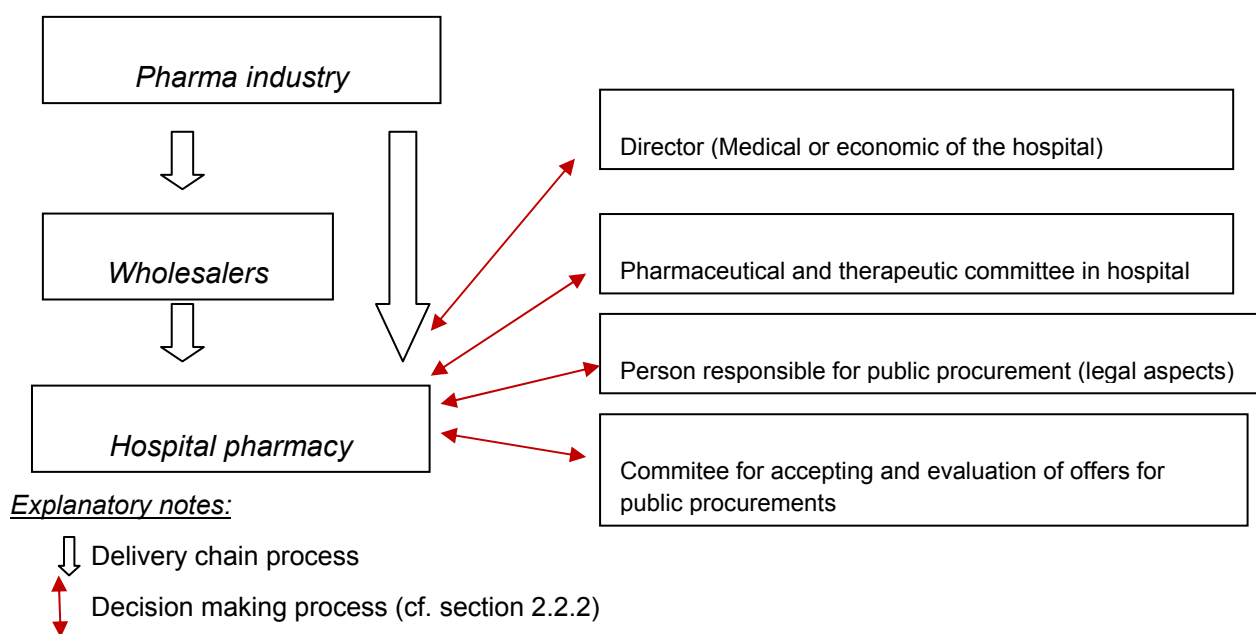 Pharma industry
Director (Medical or economic of the hospital)
Wholesalers
Pharmaceutical and therapeutic committee in hospital
Person responsible for public procurement (legal aspects)
Hospital pharmacy
Commitee for accepting and evaluation of offers for
public procurements
Explanatory notes:
Delivery chain process
Decision making process (cf. section 2.2.2)